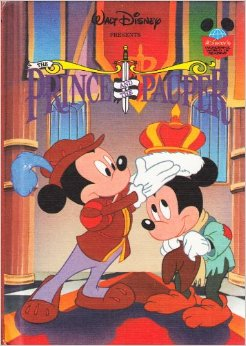 WALT DISNEY
PRESENTS
THE
PRINCE AND THE PAUPER